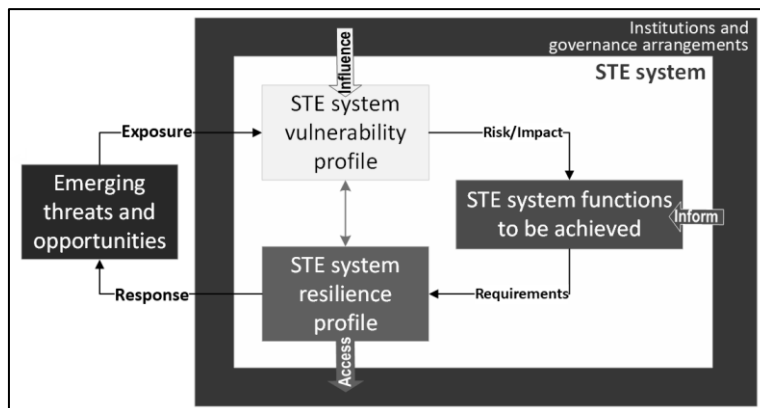 Institutions and
governance arrangements
STE system
Influence
STE system
vulnerability
profile
Exposure
Risk/Impact
Emerging
threats and
opportunities
STE system functions
to be achieved
Inform
STE system
resilience
profile
Response
Requirements
Access